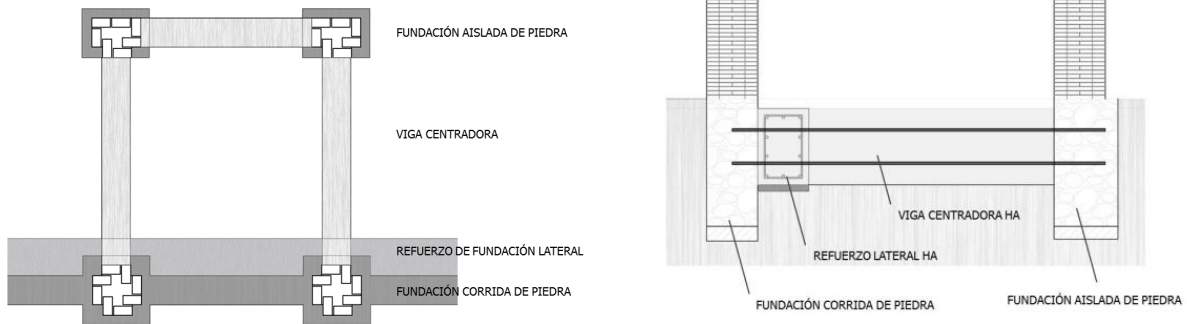 FUNDACIÓN AISLADA DE PIEDRA
VIGA CENTRADORA
REFUERZO DE FUNDACIÓN LATERAL
FUNDACIÓN CORRIDA DE PIEDRA
VIGA CENTRADORA HA
REFUERZO LATERAL HA
FUNDACIÓN CORRIDA DE PIEDRA
FUNDACIÓN AISLADA DE PIEDRA